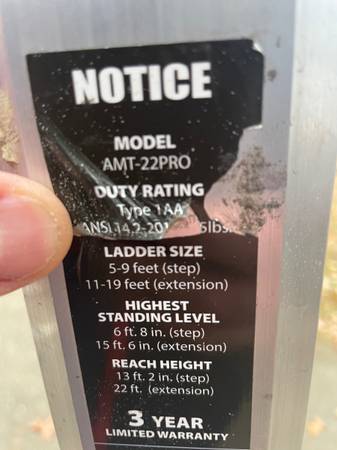 NOTICE
MODEL
AMT-22PRO
DUTY RATING
Type 1AA
ANSI 14.2-201 5lbs.
LADDER SIZE
5-9 feet (step)
11-19 feet (extension)
HIGHEST
STANDING LEVEL
6 ft. 8 in. (step)
15 ft. 6 in. (extension)
REACH HEIGHT
13 ft. 2 in. (step)
22 ft. (extension)
3 YEAR
LIMITED WARRANTY